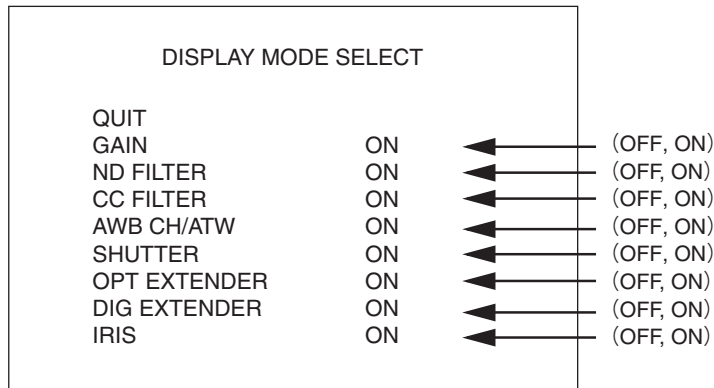 DISPLAY MODE SELECT
QUIT
GAIN ON (OFF, ON)
ND FILTER ON (OFF, ON)
CC FILTER ON (OFF, ON)
AWB CH/ATW ON (OFF, ON)
SHUTTER ON (OFF, ON)
OPT EXTENDER ON (OFF, ON)
DIG EXTENDER ON (OFF, ON)
IRIS ON (OFF, ON)